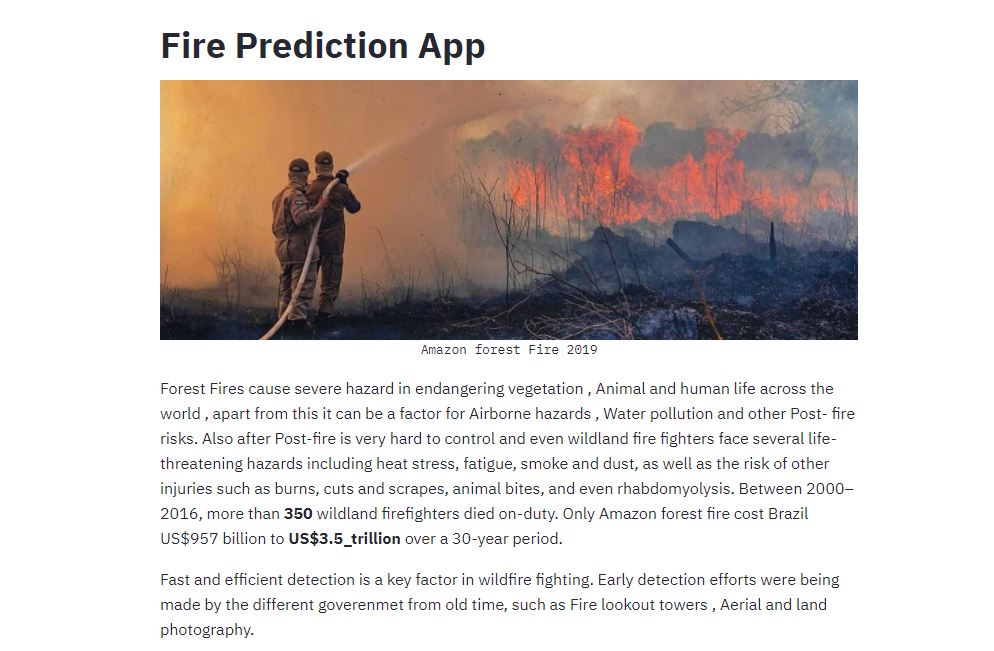 Fire Prediction App
Amazon forest Fire 2019
Forest Fires cause severe hazard in endangering vegetation , Animal and human life across the
world , apart from this it can be a factor for Airborne hazards , Water pollution and other Post- fire
risks. Also after Post-fire is very hard to control and even wildland fire fighters face several life-
threatening hazards including heat stress, fatigue, smoke and dust, as well as the risk of other
injuries such as burns, cuts and scrapes, animal bites, and even rhabdomyolysis. Between 2000–
2016, more than 350 wildland firefighters died on-duty. Only Amazon forest fire cost Brazil
US$957 billion to US$3.5_trillion over a 30-year period.
Fast and efficient detection is a key factor in wildfire fighting. Early detection efforts were being
made by the different goverenmet from old time, such as Fire lookout towers , Aerial and land
photography.